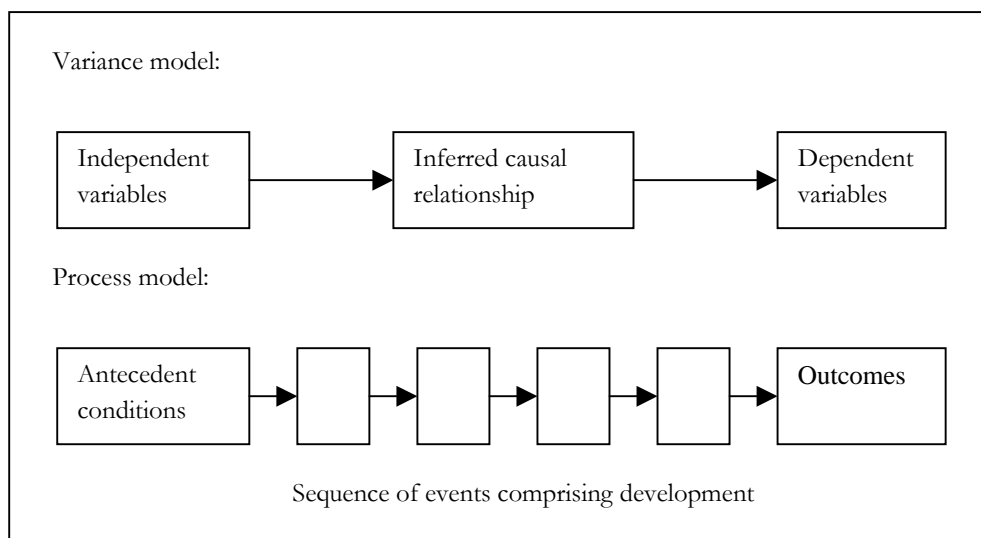 Variance model:
Independent
variables
Inferred causal
relationship
Dependent
variables
Process model:
Antecedent
conditions
Outcomes
Sequence of events comprising development